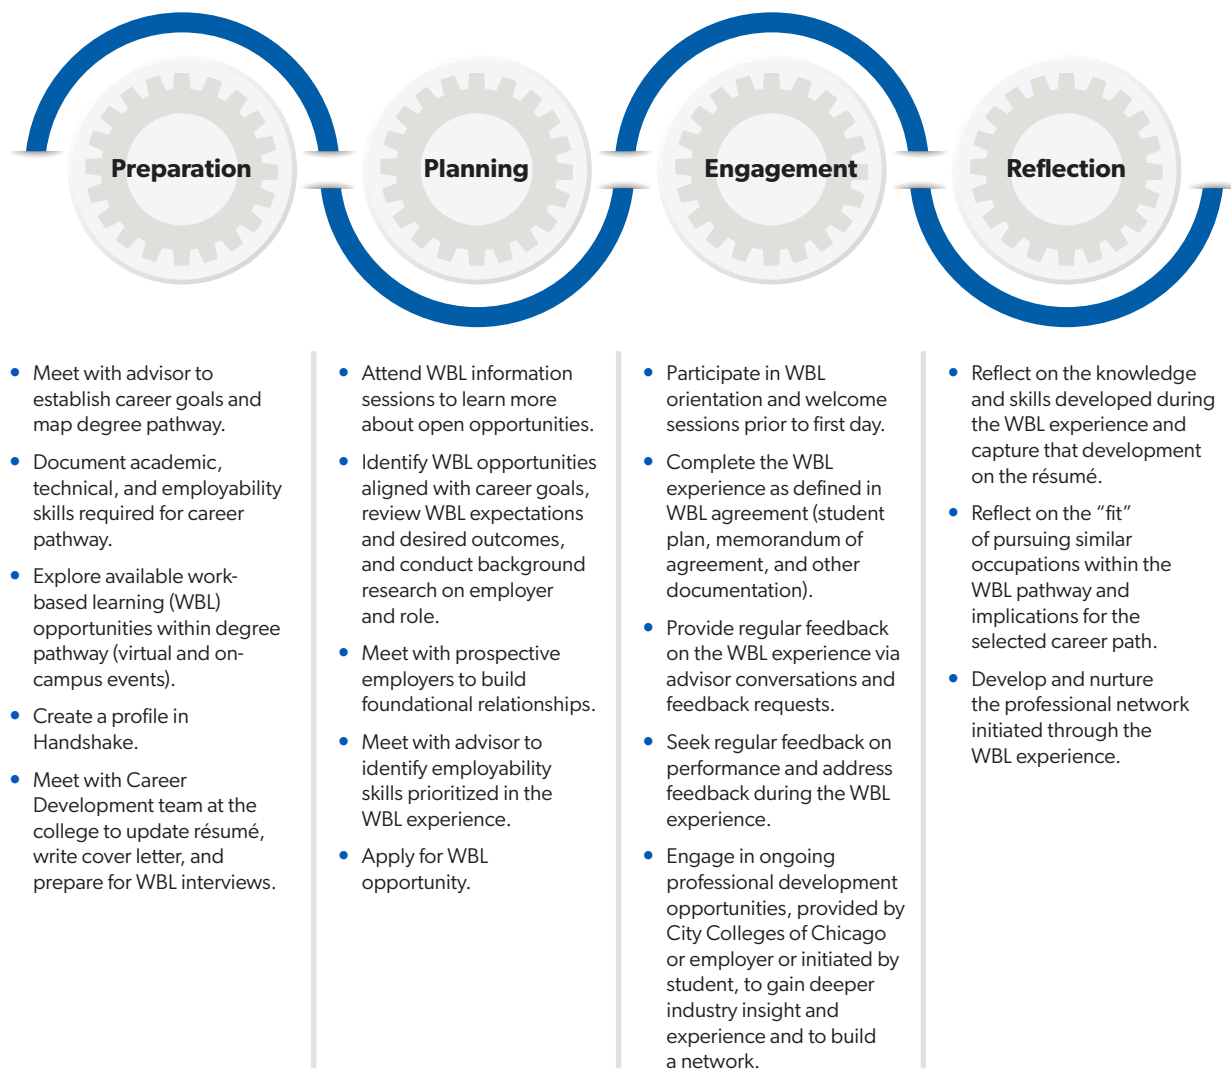 Preparation
Planning
Engagement
Reflection
• Meet with advisor to
establish career goals and
map degree pathway.
• Document academic,
technical, and employability
skills required for career
pathway.
• Explore available work-
based learning (WBL)
opportunities within degree
pathway (virtual and on-
campus events).
• Create a profile in
Handshake.
• Meet with Career
Development team at the
college to update résumé,
write cover letter, and
prepare for WBL interviews.
• Attend WBL information
sessions to learn more
about open opportunities.
• Identify WBL opportunities
aligned with career goals,
review WBL expectations
and desired outcomes,
and conduct background
research on employer
and role.
• Meet with prospective
employers to build
foundational relationships.
• Meet with advisor to
identify employability
skills prioritized in the
WBL experience.
• Apply for WBL
opportunity.
• Participate in WBL
orientation and welcome
sessions prior to first day.
• Complete the WBL
experience as defined in
WBL agreement (student
plan, memorandum of
agreement, and other
documentation).
• Provide regular feedback
on the WBL experience via
advisor conversations and
feedback requests.
• Seek regular feedback on
performance and address
feedback during the WBL
experience.
• Engage in ongoing
professional development
opportunities, provided by
City Colleges of Chicago
or employer or initiated by
student, to gain deeper
industry insight and
experience and to build
a network.
• Reflect on the knowledge
and skills developed during
the WBL experience and
capture that development
on the résumé.
• Reflect on the “fit”
of pursuing similar
occupations within the
WBL pathway and
implications for the
selected career path.
• Develop and nurture
the professional network
initiated through the
WBL experience.